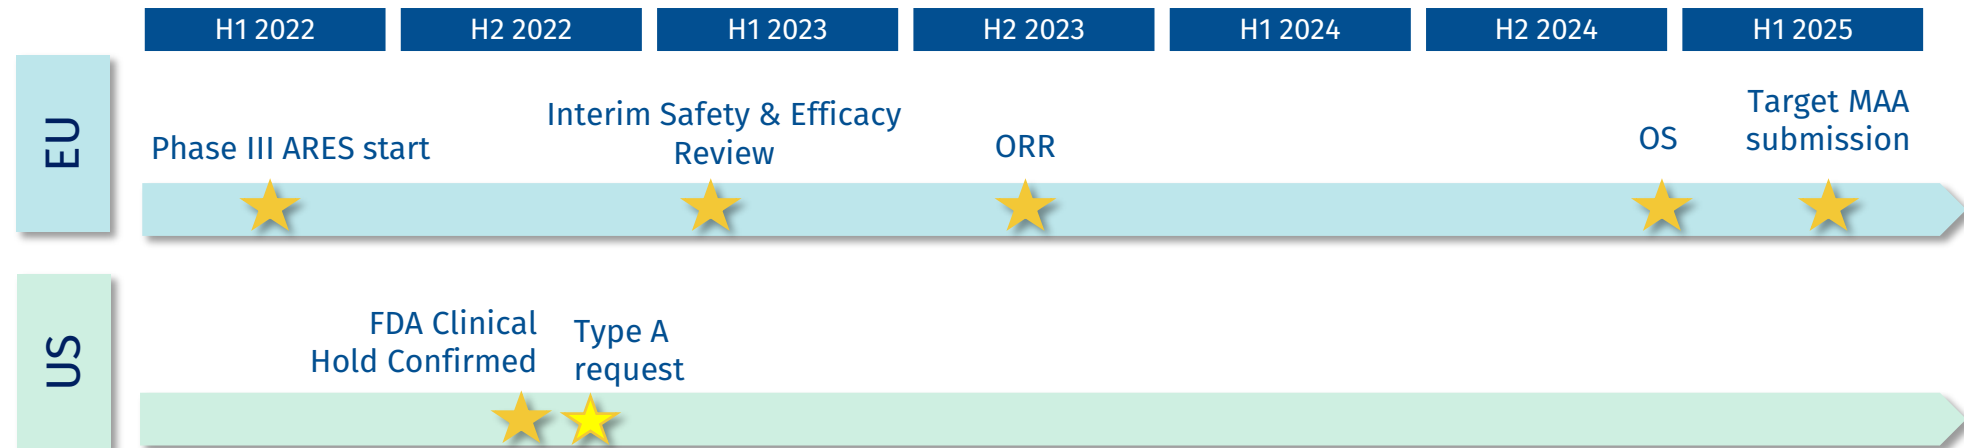 H1 2022
H2 2022
H1 2023
H2 2023
H1 2024
H2 2024
H1 2025
EU
Phase III ARES start
Interim Safety & Efficacy
Review
ORR
OS
Target MAA
submission
US
FDA Clinical
Hold Confirmed
Type A
request